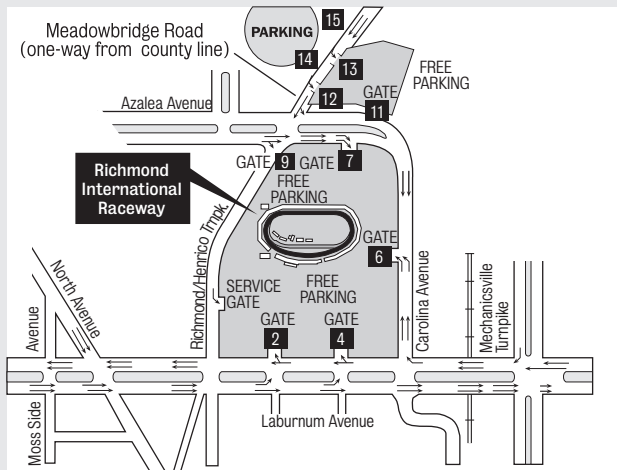 Meadowbridge Road
(one-way from county line)
PARKING
15
14
13
FREE
PARKING
12
GATE
11
Azalea Avenue
GATE 9
GATE 7
Richmond
International
Raceway
FREE
PARKING
Richmond/Henrico Tmpk.
GATE
6
SERVICE
GATE
FREE
PARKING
GATE
2
GATE
4
Carolina Avenue
Mechanicsville
Turnpike
North Avenue
Moss Side
Avenue
Laburnum Avenue